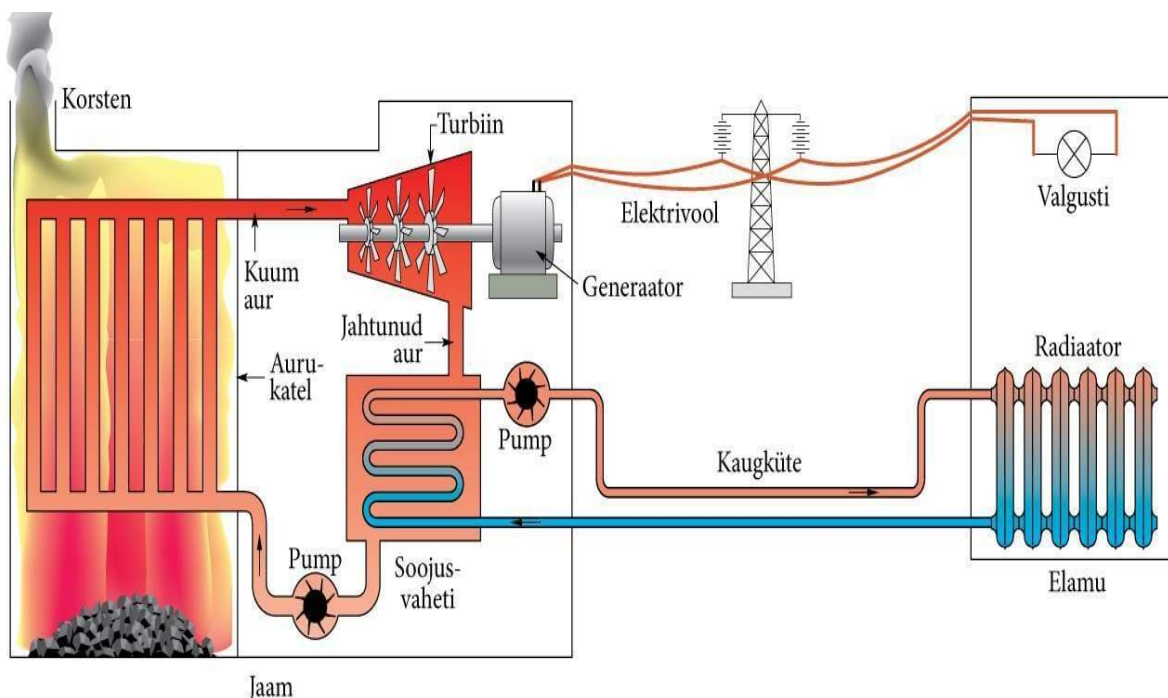 Korsten
Turbiin
Elektrivool
Valgusti
Kuum
aur
Generaator
Jahtunud
aur
Auru-
katel
Radiaator
Pump
Kaugküte
Pump
Soojus-
vaheti
Elamu
Jaam